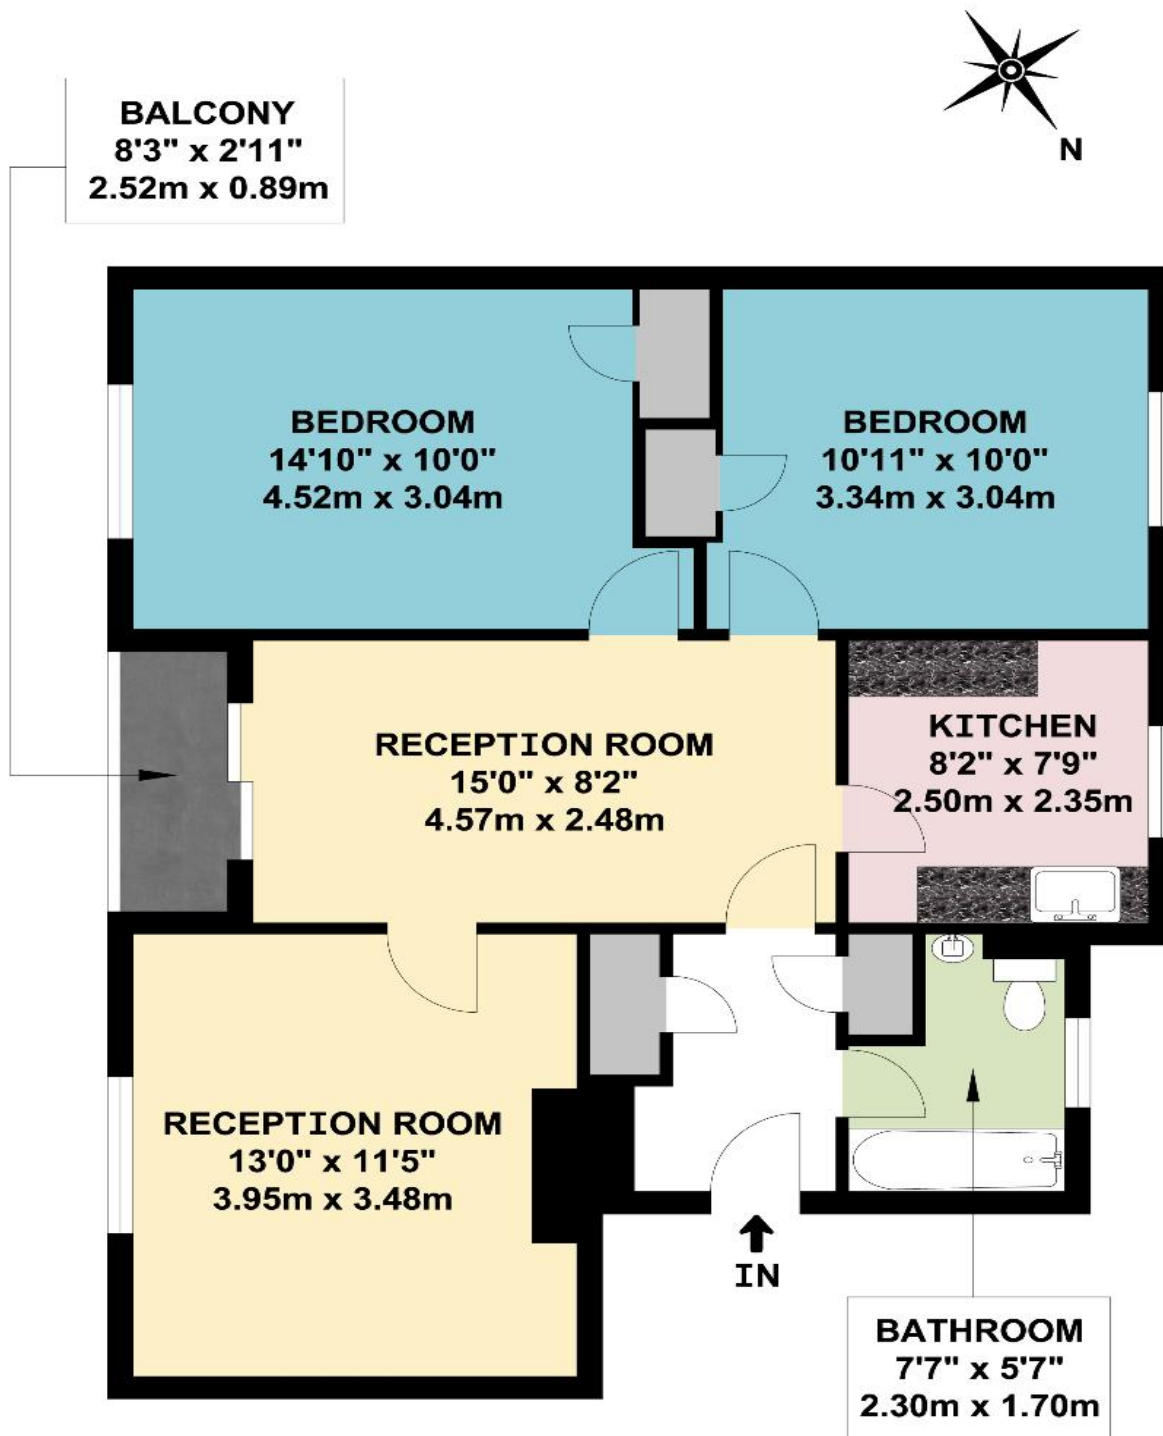 N
BALCONY
8'3" x 2'11"
2.52m x 0.89m
BEDROOM
14'10" x 10'0"
4.52m x 3.04m
BEDROOM
10'11" x 10'0"
3.34m x 3.04m
RECEPTION ROOM
15'0" x 8'2"
4.57m x 2.48m
KITCHEN
8'2" x 7'9"
2.50m x 2.35m
RECEPTION ROOM
13'0" x 11'5"
3.95m x 3.48m
IN
BATHROOM
7'7" x 5'7"
2.30m x 1.70m